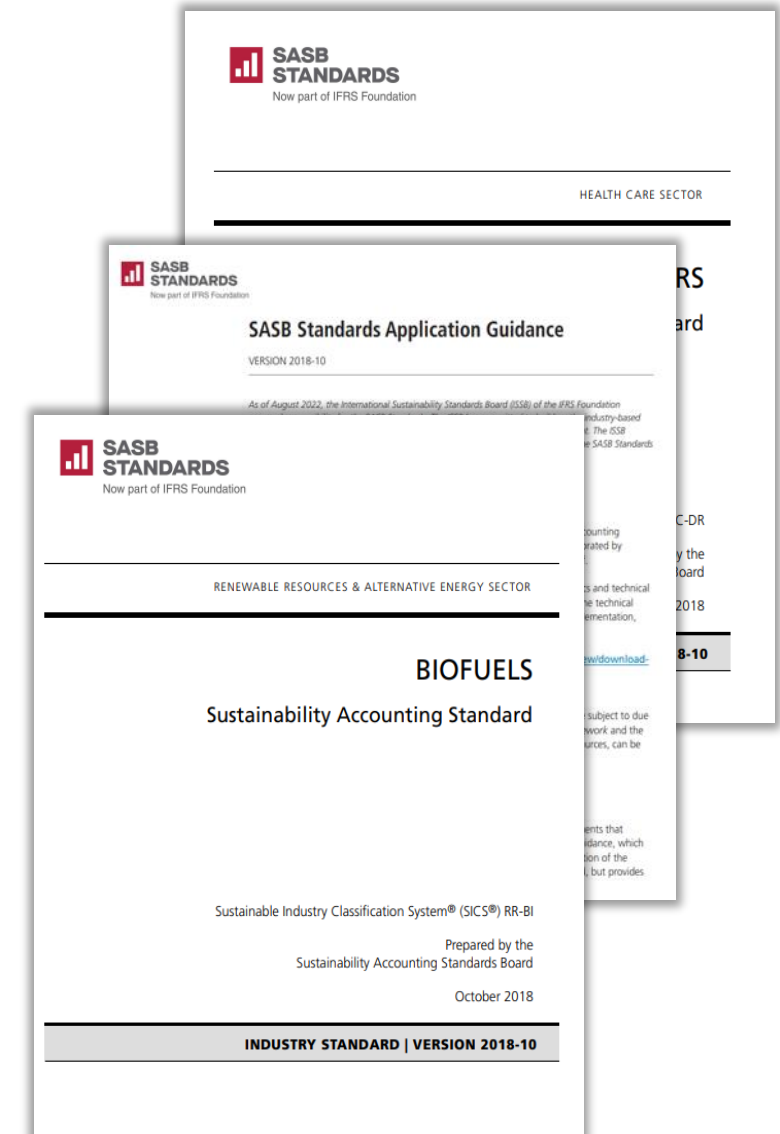 SASB
STANDARDS
Now part of IFRS Foundation
HEALTH CARE SECTOR
RS
ard
C-DR
y the
Board
2018
8-10
SASB
STANDARDS
Now part of IFRS Foundation
SASB Standards Application Guidance
VERSION 2018-10
As of August 2022, the International Sustainability Standards Board (ISSB) of the IFRS Foundation
industry-based
The ISSB
SASB Standards
counting
orated by
s and technical
technical
ementation,
ew/download-
subject to due
work and the
urces, can be
ents that
idance, which
tion of the
, but provides
SASB
STANDARDS
Now part of IFRS Foundation
RENEWABLE RESOURCES & ALTERNATIVE ENERGY SECTOR
BIOFUELS
Sustainability Accounting Standard
Sustainable Industry Classification System® (SICS®) RR-BI
Prepared by the
Sustainability Accounting Standards Board
October 2018
INDUSTRY STANDARD | VERSION 2018-10